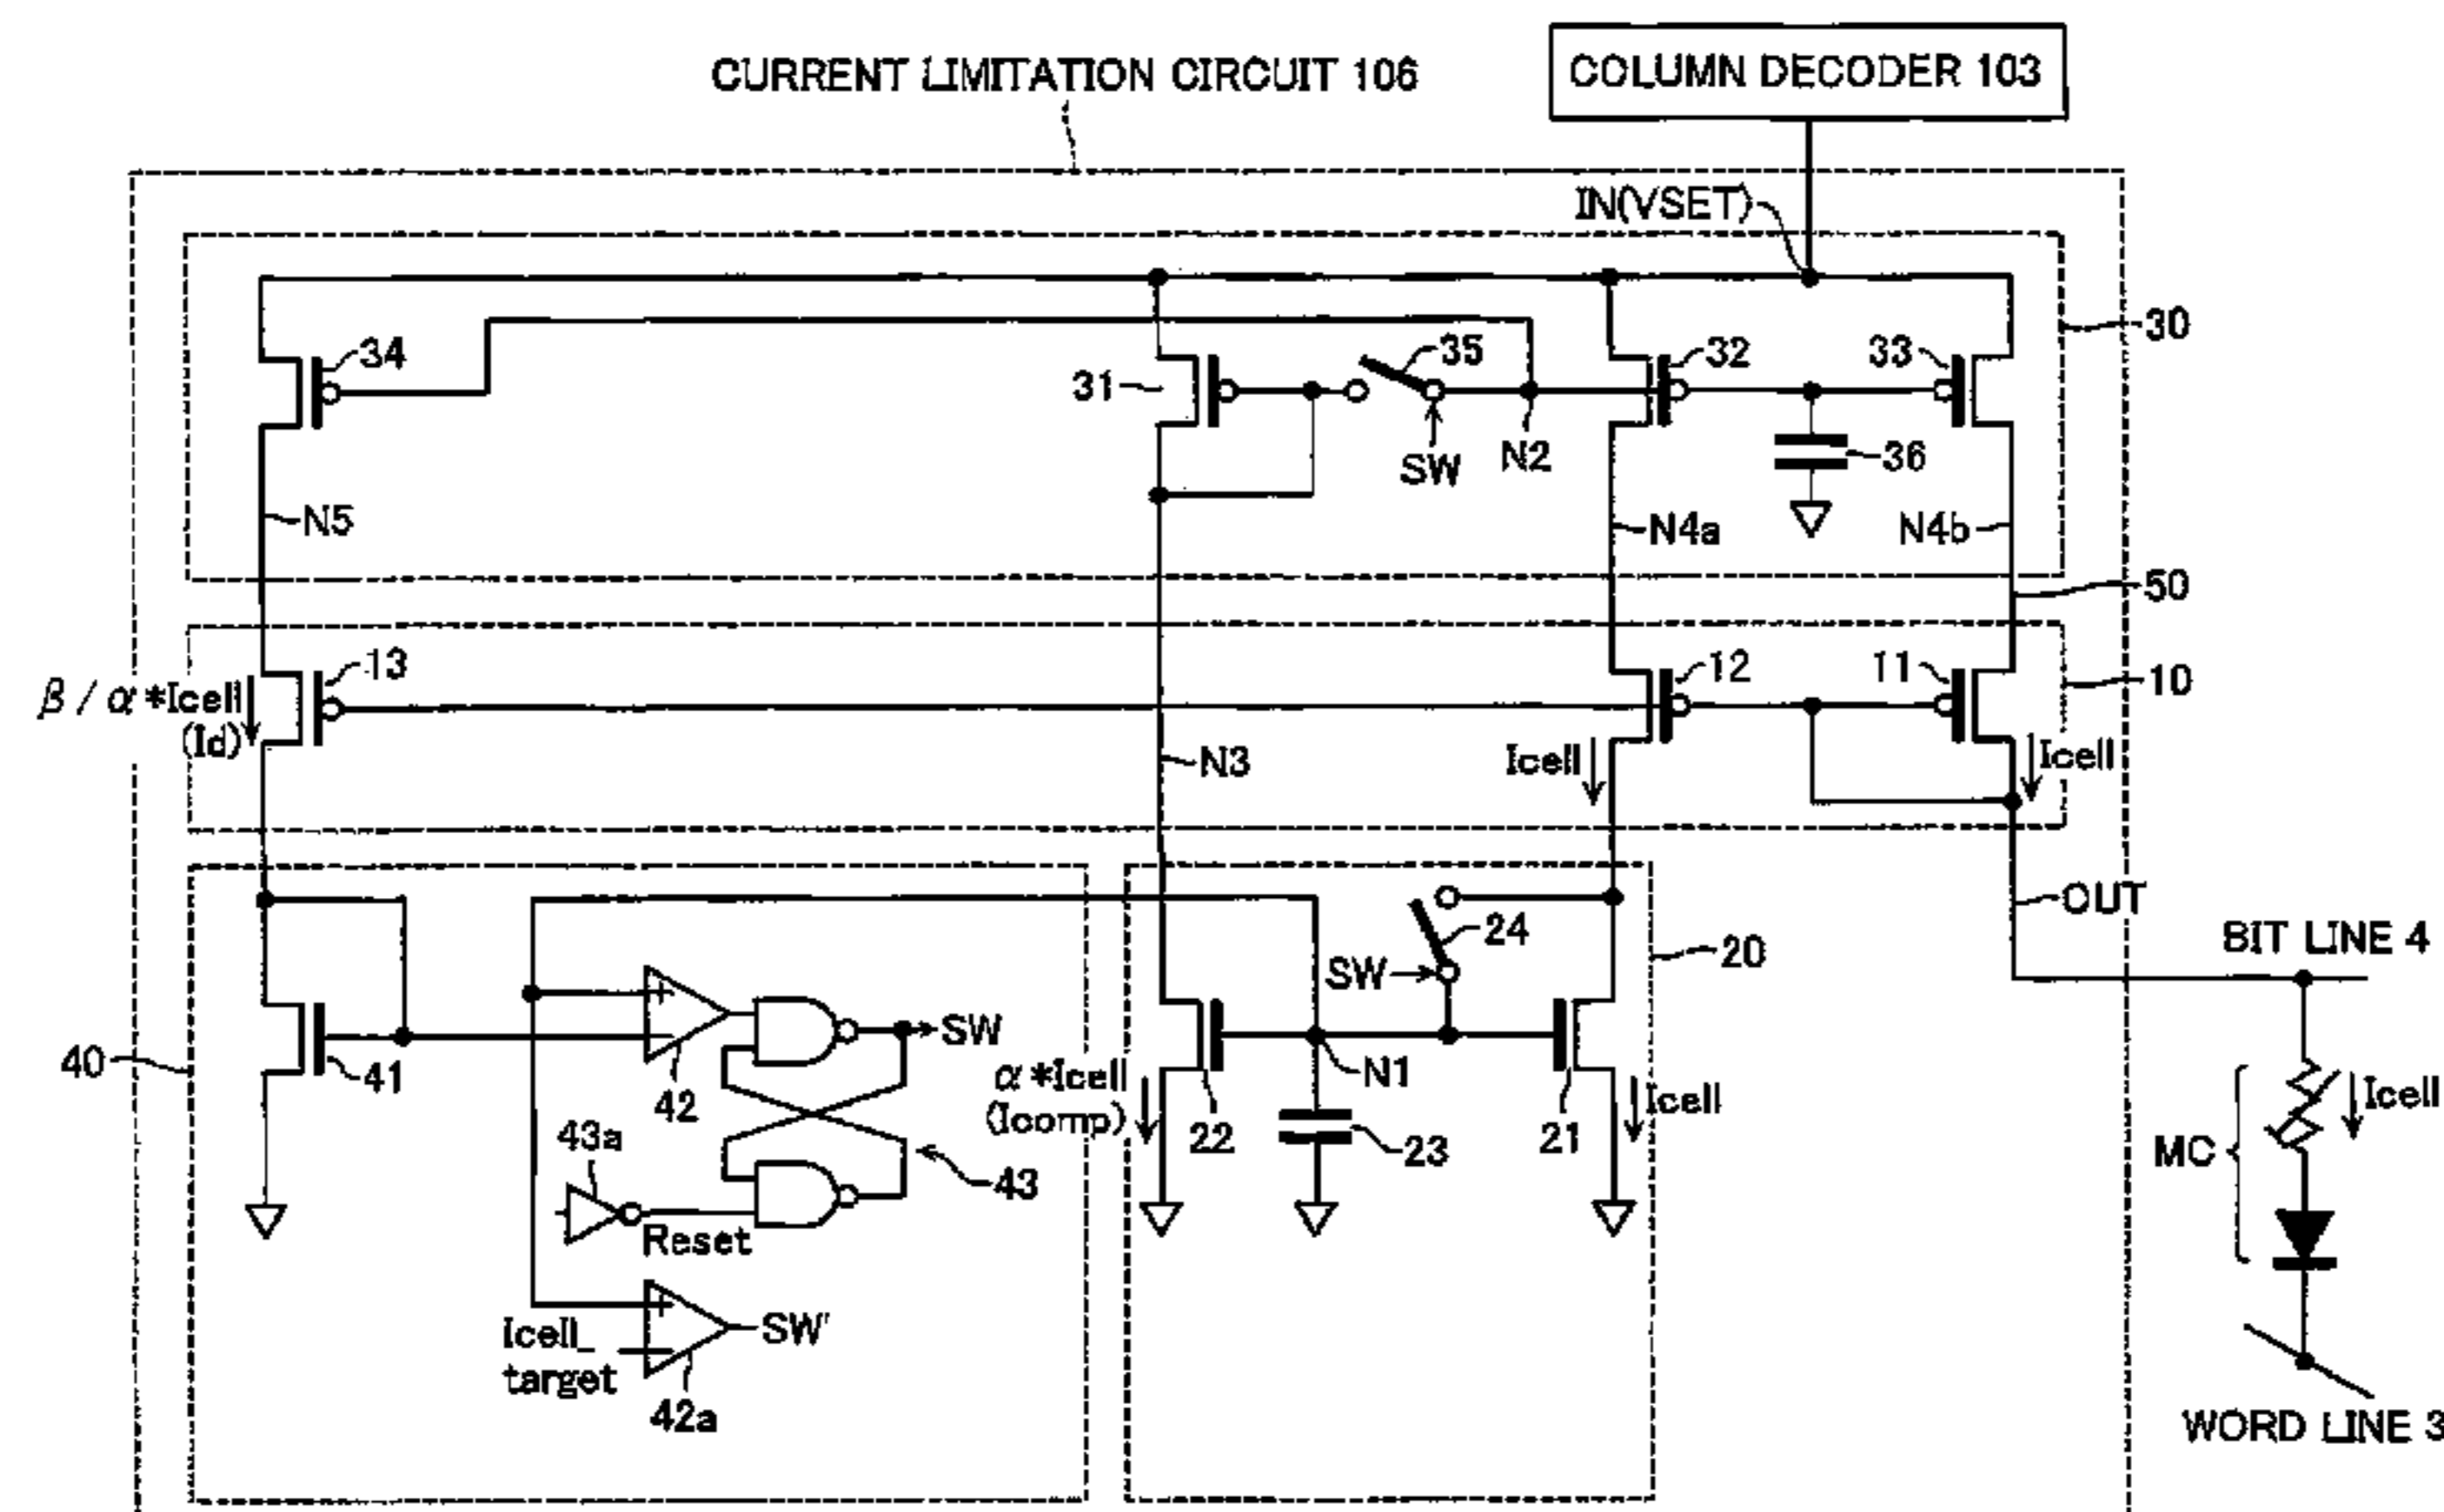 CURRENT LIMITATION CIRCUIT 106
COLUMN DECODER 103
IN(VSET)
34
31
35
32
33
30
SW
N2
36
N5
N4a
N4b
50
13
12
11
10
β / α *Icell
(Id)
N3
Icell
Icell
OUT
BIT LINE 4
24
20
SW
SW
40
41
42
α *Icell
(Icomp)
N1
22
23
21
Icell
Icell
MC
43a
43
Reset
Icell_
target
SW'
42a
WORD LINE 3